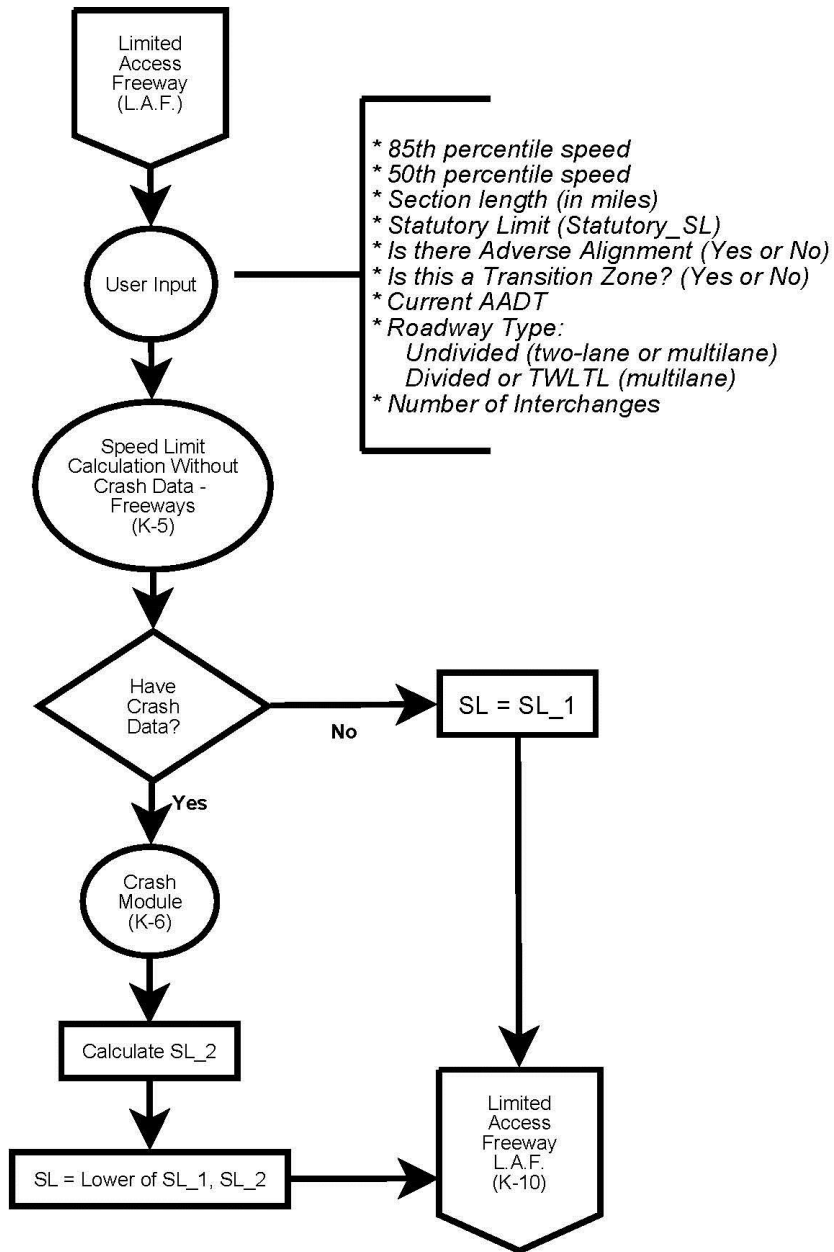 Limited
Access
Freeway
(L.A.F.)
User Input
* 85th percentile speed
* 50th percentile speed
* Section length (in miles)
* Statutory Limit (Statutory_SL)
* Is there Adverse Alignment (Yes or No)
* Is this a Transition Zone? (Yes or No)
* Current AADT
* Roadway Type:
Undivided (two-lane or multilane)
Divided or TWLTL (multilane)
* Number of Interchanges
Speed Limit
Calculation Without
Crash Data -
Freeways
(K-5)
Have
Crash
Data?
No
SL = SL_1
Yes
Crash
Module
(K-6)
Calculate SL_2
SL = Lower of SL_1, SL_2
Limited
Access
Freeway
L.A.F.
(K-10)